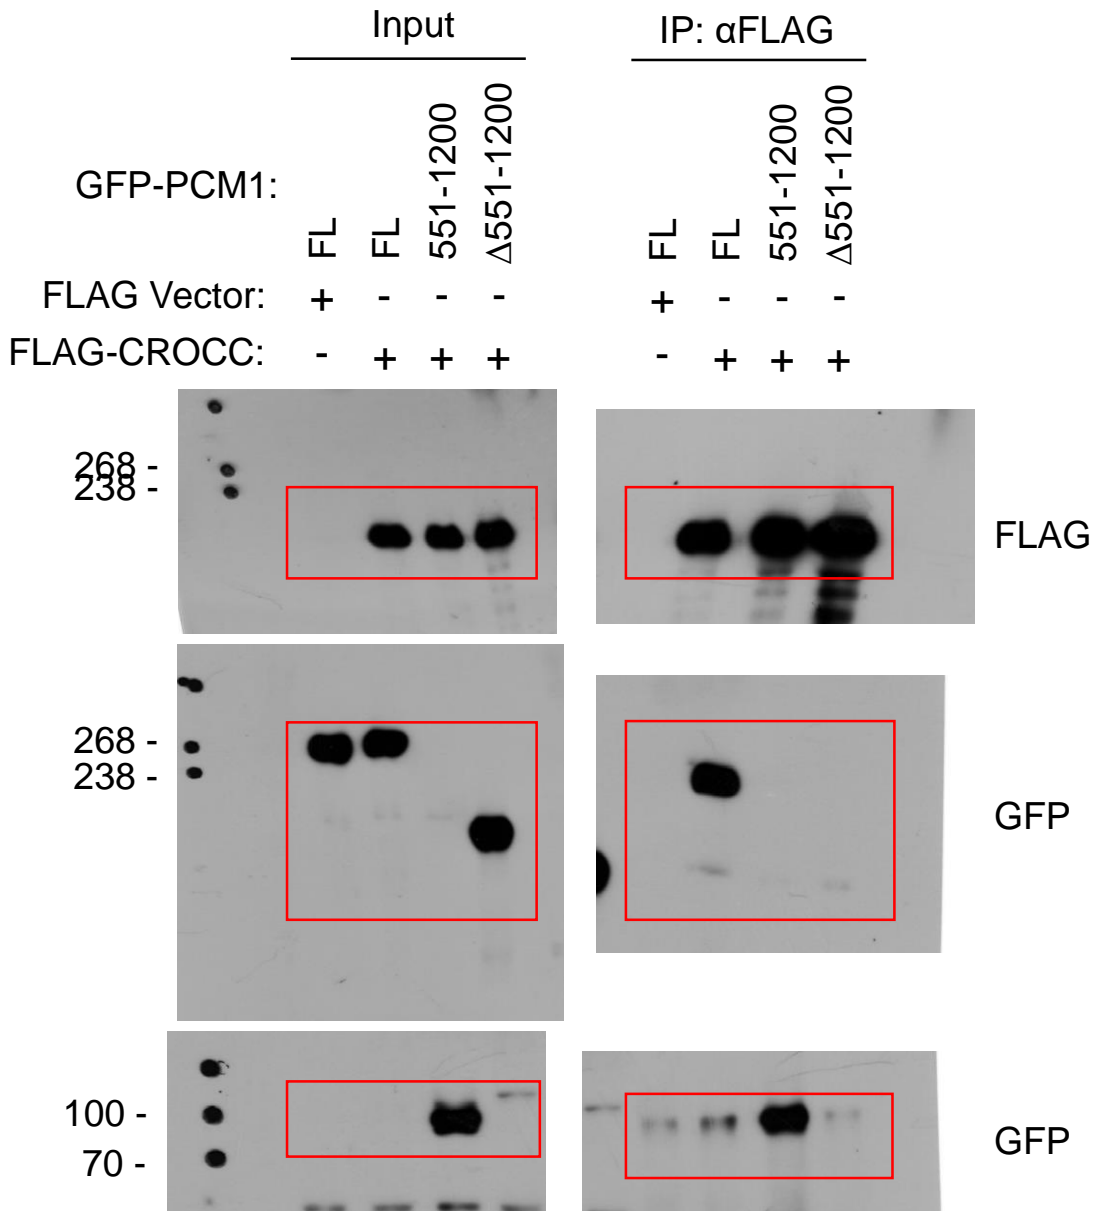 Input
IP: αFLAG
GFP-PCM1: FL FL 551-1200 Δ551-1200 FL FL 551-1200 Δ551-1200
FLAG Vector: + - - - + - - -
FLAG-CROCC: - + + + - + + +
268 -
238 -
FLAG
268 -
238 -
GFP
100 -
70 -
GFP